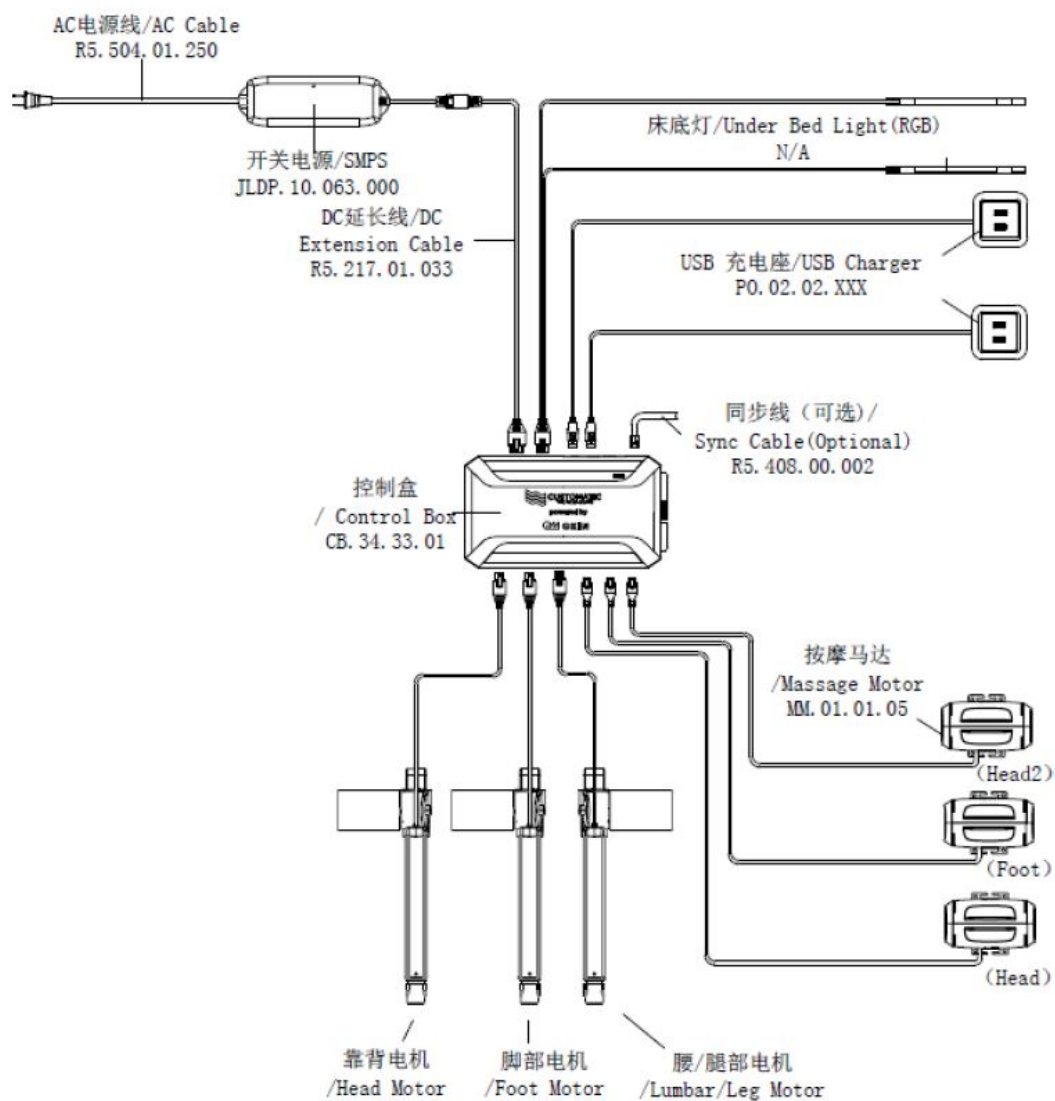 AC电源线/AC Cable
R5.504.01.250
开关电源/SMPS
JLDP.10.063.000
DC延长线/DC
Extension Cable
R5.217.01.033
床底灯/Under Bed Light(RGB)
N/A
USB 充电座/USB Charger
PO.02.02.XXX
同步线（可选)/
Sync Cable(Optional)
R5.408.00.002
控制盒
/ Control Box
CB.34.33.01
CUSTOMATIC
powered by
按摩马达
/Massage Motor
MM.01.01.05
(Head2)
(Foot)
(Head)
靠背电机
/Head Motor
脚部电机
/Foot Motor
腰/腿部电机
/Lumbar/Leg Motor